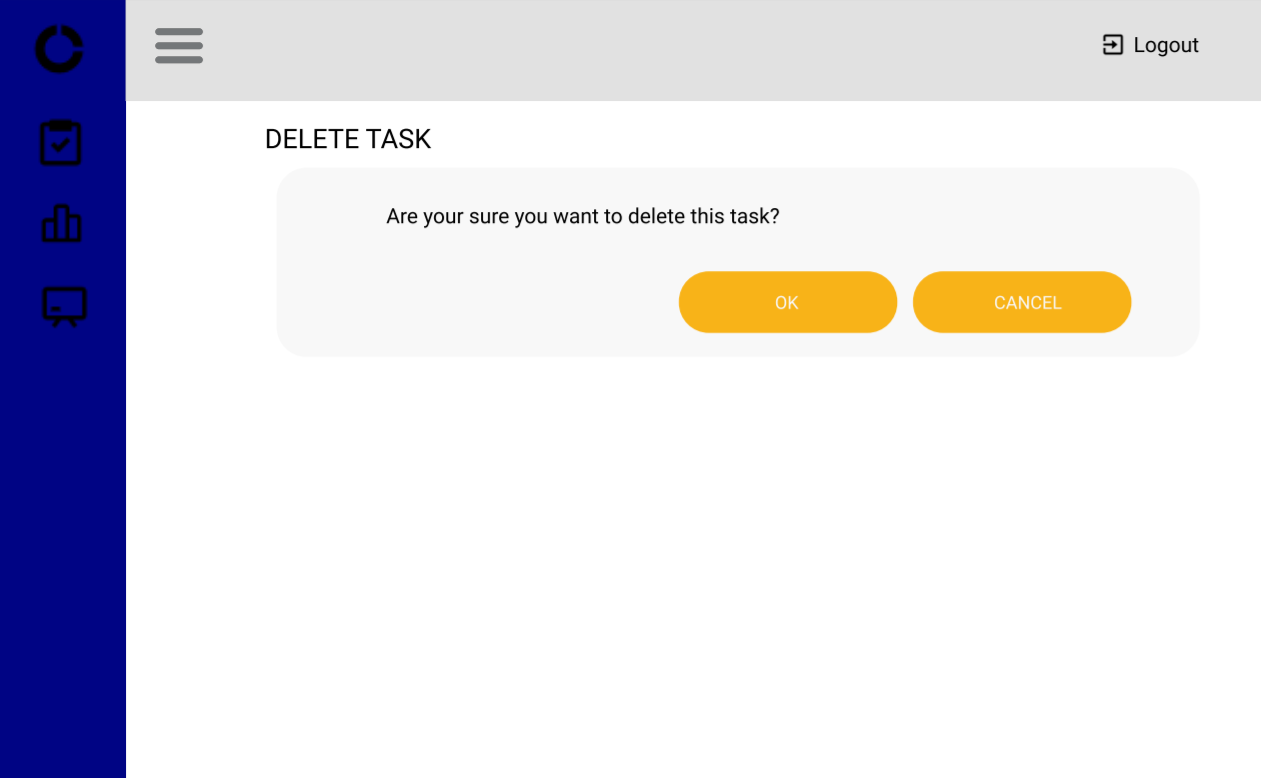 Logout
DELETE TASK
Are your sure you want to delete this task?
OK
CANCEL